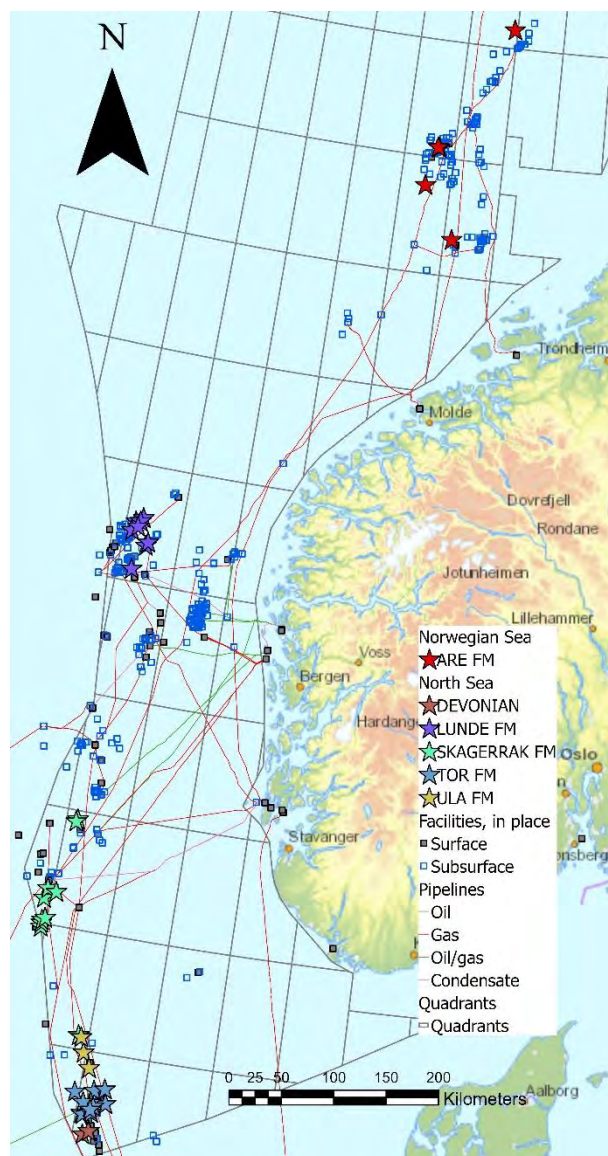 N
Trondheim
Molde
Dovrefjell
Rondane
Jotunheimen
Lillehammer
Voss
Bergen
Hardang
Oslo
onsberg
Stavanger
K
Norwegian Sea
ARE FM
North Sea
DEVONIAN
LUNDE FM
SKAGERRAK FM
TOR FM
ULA FM
Facilities, in place
Surface
Subsurface
Pipelines
Oil
Gas
Oil/gas
Condensate
Quadrants
Quadrants
0 25 50 100 150 200
Kilometers
Aalborg